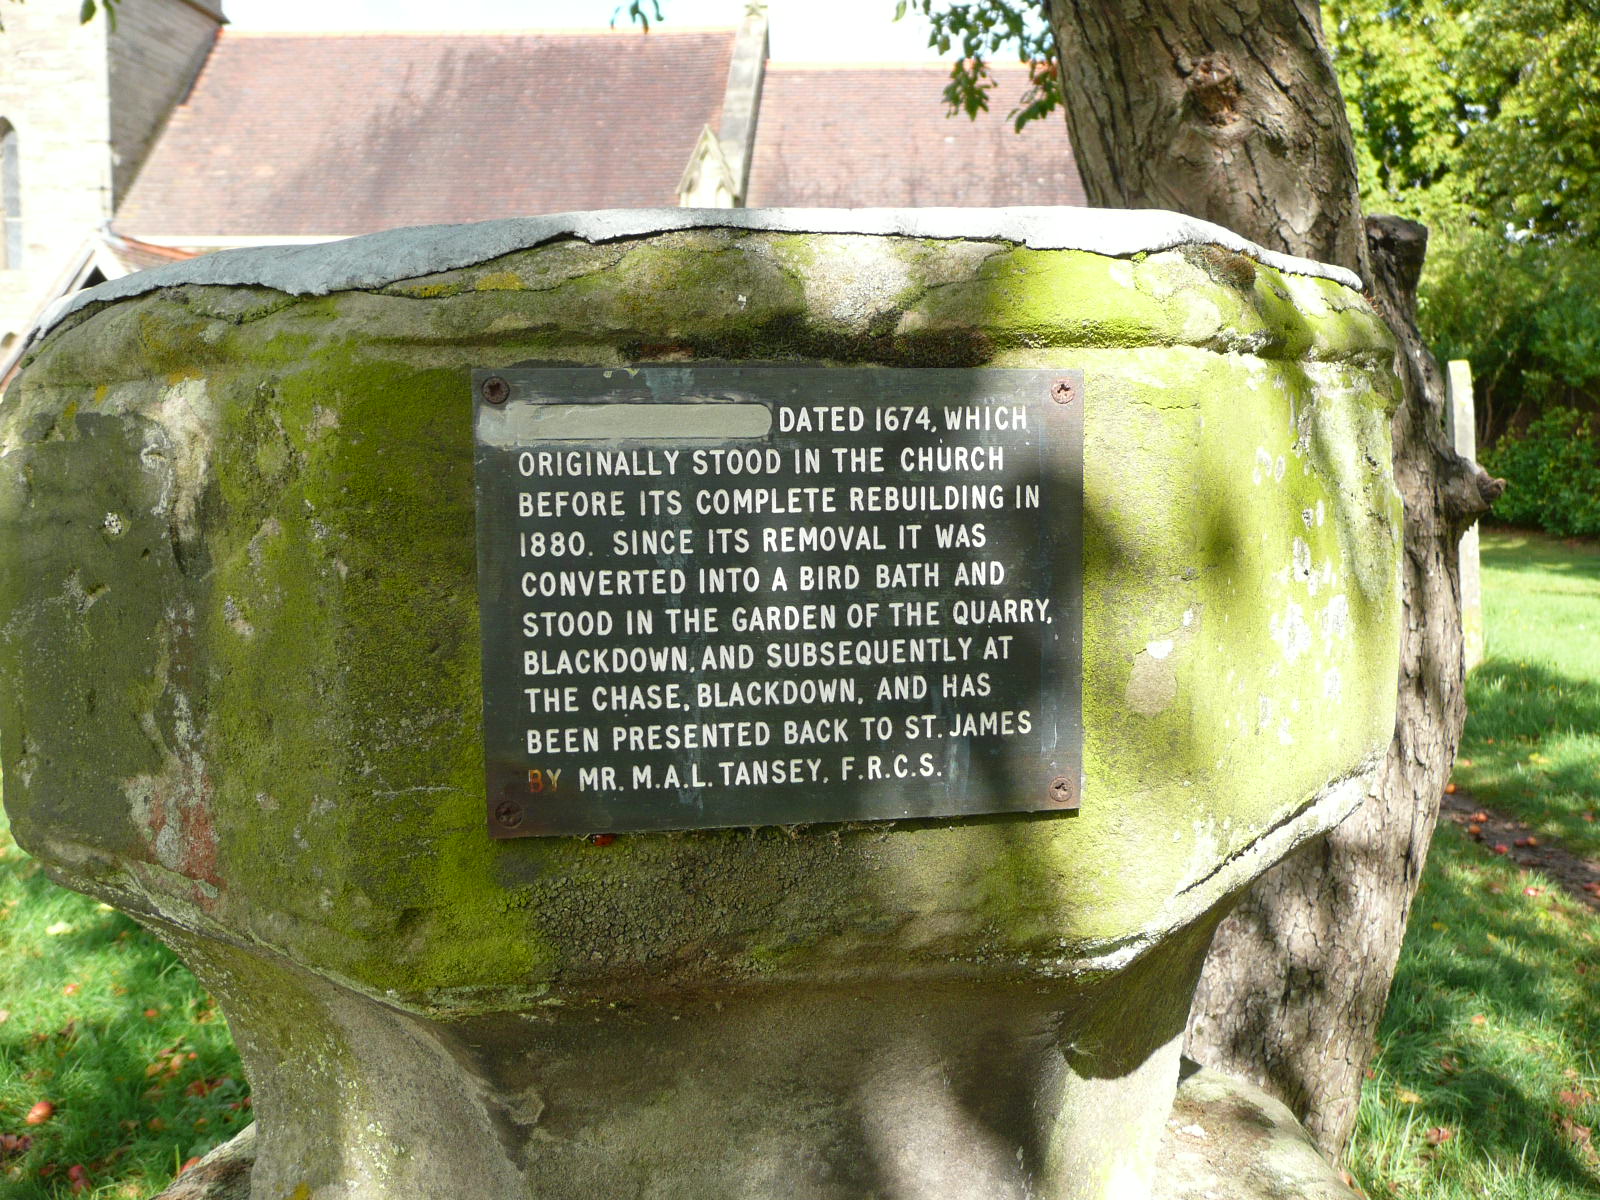 DATED 1674, WHICH
ORIGINALLY STOOD IN THE CHURCH
BEFORE ITS COMPLETE REBUILDING IN
1880. SINCE ITS REMOVAL IT WAS
CONVERTED INTO A BIRD BATH AND
STOOD IN THE GARDEN OF THE QUARRY,
BLACKDOWN, AND SUBSEQUENTLY AT
THE CHASE, BLACKDOWN, AND HAS
BEEN PRESENTED BACK TO ST. JAMES
BY MR. M.A.L. TANSEY, F.R.C.S.